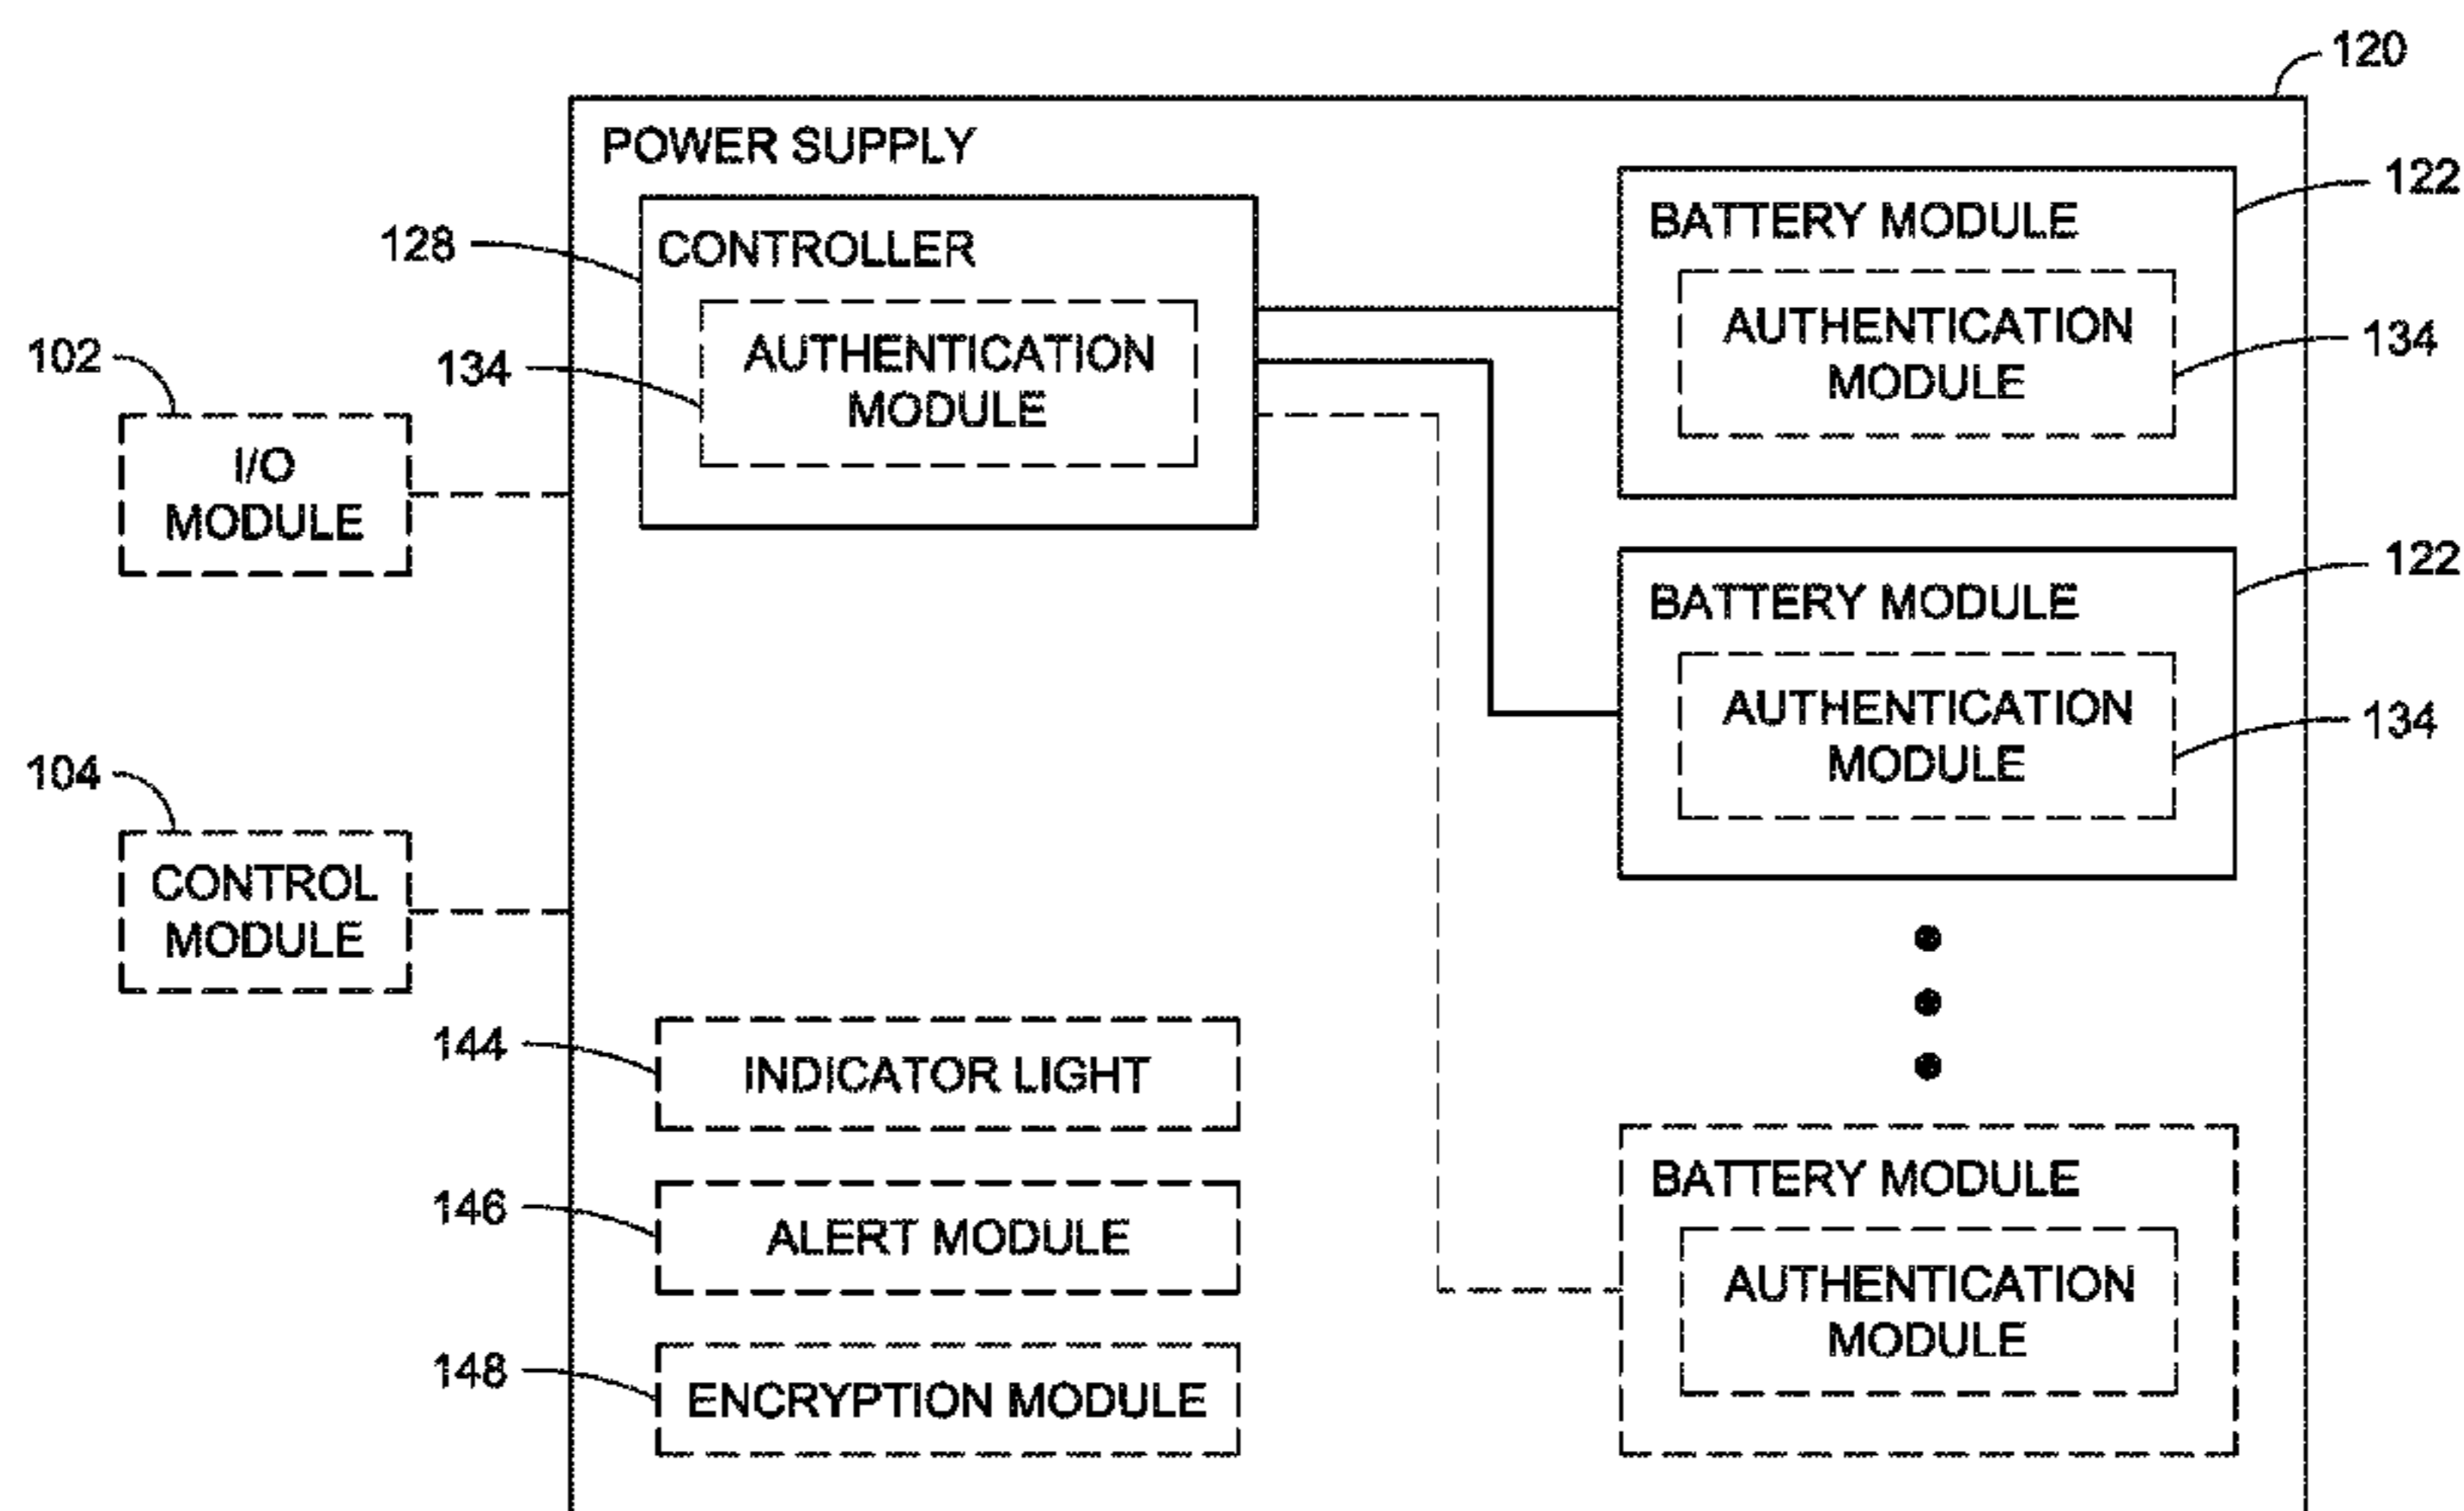 120
POWER SUPPLY
122
BATTERY MODULE
128
CONTROLLER
AUTHENTICATION
MODULE
134
102
134
AUTHENTICATION
MODULE
I/O
MODULE
122
BATTERY MODULE
AUTHENTICATION
MODULE
134
104
CONTROL
MODULE
144
INDICATOR LIGHT
BATTERY MODULE
146
ALERT MODULE
AUTHENTICATION
MODULE
148
ENCRYPTION MODULE